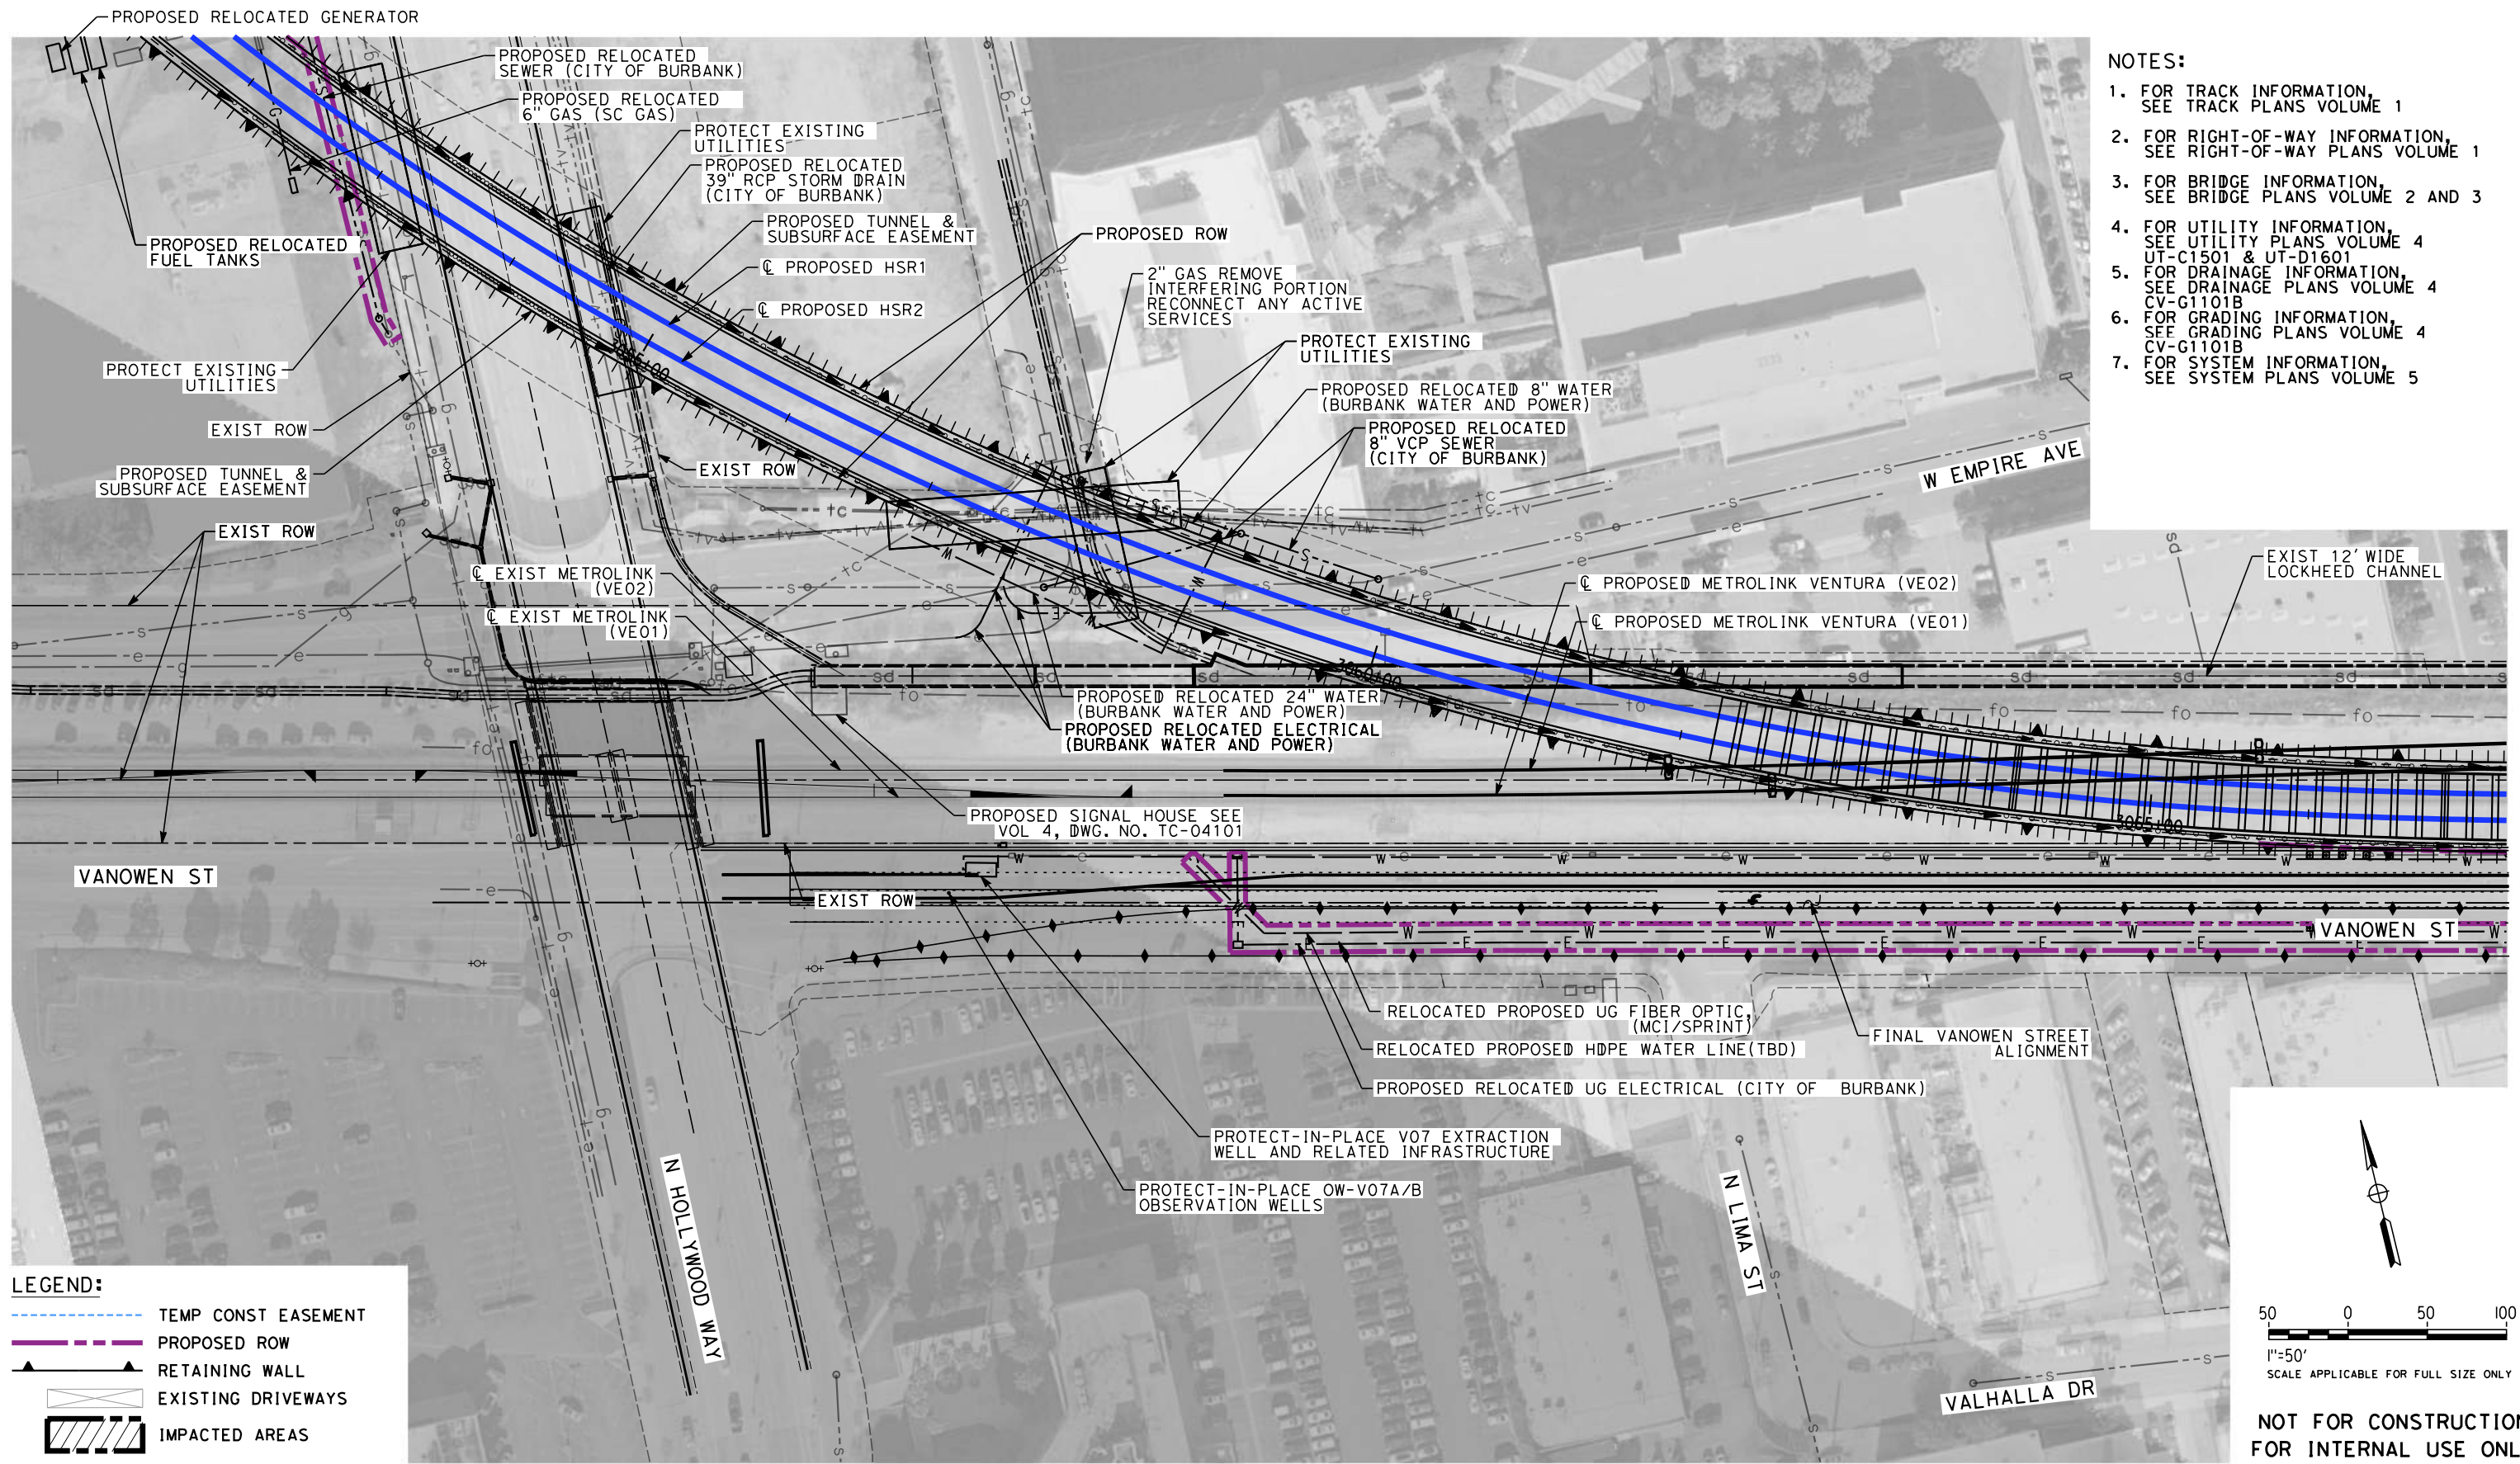 PROPOSED RELOCATED GENERATOR
PROPOSED RELOCATED
SEWER (CITY OF BURBANK)
PROPOSED RELOCATED
6" GAS (SC GAS)
PROTECT EXISTING
UTILITIES
PROPOSED RELOCATED
39" RCP STORM DRAIN
(CITY OF BURBANK)
PROPOSED TUNNEL &
SUBSURFACE EASEMENT
PROPOSED ROW
℄ PROPOSED HSR1
℄ PROPOSED HSR2
PROPOSED RELOCATED
FUEL TANKS
2" GAS REMOVE
INTERFERING PORTION
RECONNECT ANY ACTIVE
SERVICES
PROTECT EXISTING
UTILITIES
PROTECT EXISTING
UTILITIES
PROPOSED RELOCATED 8" WATER
(BURBANK WATER AND POWER)
EXIST ROW
PROPOSED RELOCATED
8" VCP SEWER
(CITY OF BURBANK)
PROPOSED TUNNEL &
SUBSURFACE EASEMENT
EXIST ROW
W EMPIRE AVE
EXIST ROW
EXIST 12' WIDE
LOCKHEED CHANNEL
℄ EXIST METROLINK
(VE02)
℄ EXIST METROLINK
(VE01)
℄ PROPOSED METROLINK VENTURA (VE02)
℄ PROPOSED METROLINK VENTURA (VE01)
3060+00
PROPOSED RELOCATED 24" WATER
(BURBANK WATER AND POWER)
PROPOSED RELOCATED ELECTRICAL
(BURBANK WATER AND POWER)
PROPOSED SIGNAL HOUSE SEE
VOL 4, DWG. NO. TC-04101
3065+00
VANOWEN ST
EXIST ROW
VANOWEN ST
RELOCATED PROPOSED UG FIBER OPTIC,
(MCI/SPRINT)
RELOCATED PROPOSED HDPE WATER LINE(TBD)
FINAL VANOWEN STREET
ALIGNMENT
PROPOSED RELOCATED UG ELECTRICAL (CITY OF BURBANK)
PROTECT-IN-PLACE V07 EXTRACTION
WELL AND RELATED INFRASTRUCTURE
PROTECT-IN-PLACE OW-V07A/B
OBSERVATION WELLS
N HOLLYWOOD WAY
N LIMA ST
VALHALLA DR
NOTES:
1. FOR TRACK INFORMATION,
SEE TRACK PLANS VOLUME 1
2. FOR RIGHT-OF-WAY INFORMATION,
SEE RIGHT-OF-WAY PLANS VOLUME 1
3. FOR BRIDGE INFORMATION,
SEE BRIDGE PLANS VOLUME 2 AND 3
4. FOR UTILITY INFORMATION,
SEE UTILITY PLANS VOLUME 4
UT-C1501 & UT-D1601
5. FOR DRAINAGE INFORMATION,
SEE DRAINAGE PLANS VOLUME 4
CV-G1101B
6. FOR GRADING INFORMATION,
SEE GRADING PLANS VOLUME 4
CV-G1101B
7. FOR SYSTEM INFORMATION,
SEE SYSTEM PLANS VOLUME 5
LEGEND:
TEMP CONST EASEMENT
PROPOSED ROW
RETAINING WALL
EXISTING DRIVEWAYS
IMPACTED AREAS
50 0 50 100
1"=50'
SCALE APPLICABLE FOR FULL SIZE ONLY
NOT FOR CONSTRUCTION
FOR INTERNAL USE ONL